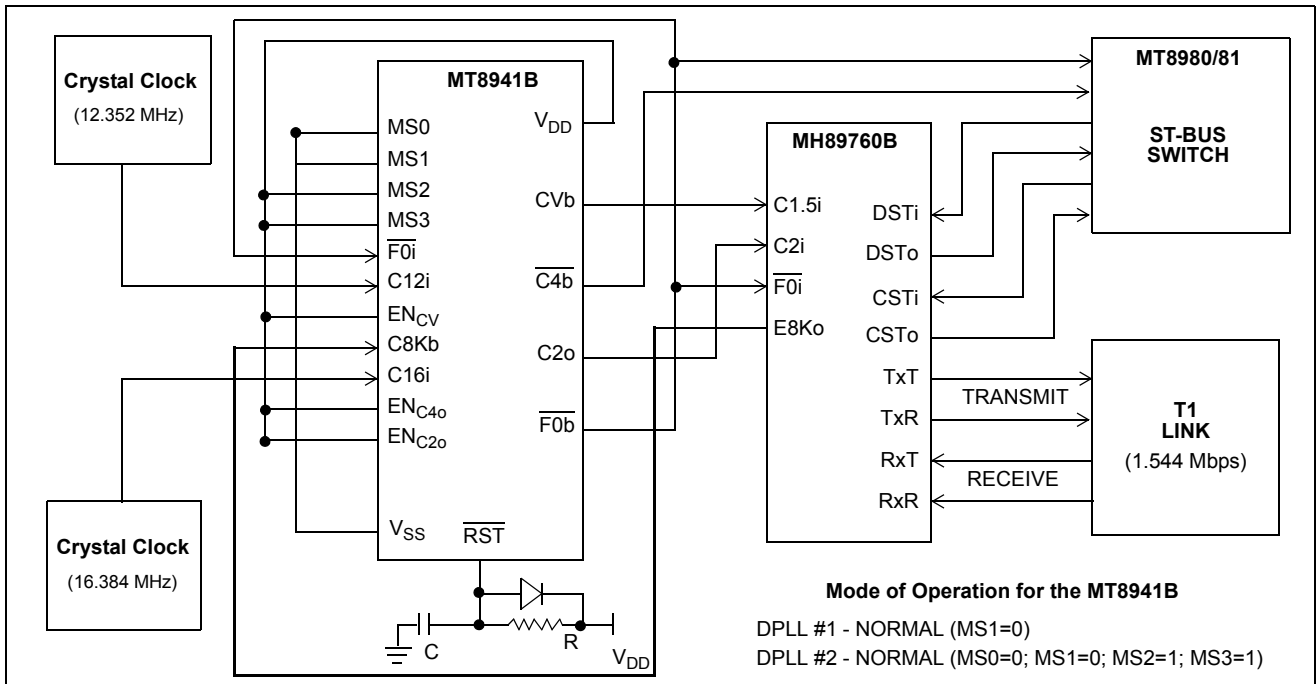 Crystal Clock
(12.352 MHz)
Crystal Clock
(16.384 MHz)
MT8941B
MS0
MS1
MS2
MS3
F0i
C12i
ENCV
C8Kb
C16i
ENC4o
ENC2o
VSS
RST
VDD
CVb
C4b
C2o
F0b
C
R
VDD
MH89760B
C1.5i
C2i
F0i
E8Ko
DSTi
DSTo
CSTi
CSTo
TxT
TxR
RxT
RxR
MT8980/81
ST-BUS
SWITCH
TRANSMIT
RECEIVE
T1
LINK
(1.544 Mbps)
Mode of Operation for the MT8941B
DPLL #1 - NORMAL (MS1=0)
DPLL #2 - NORMAL (MS0=0; MS1=0; MS2=1; MS3=1)